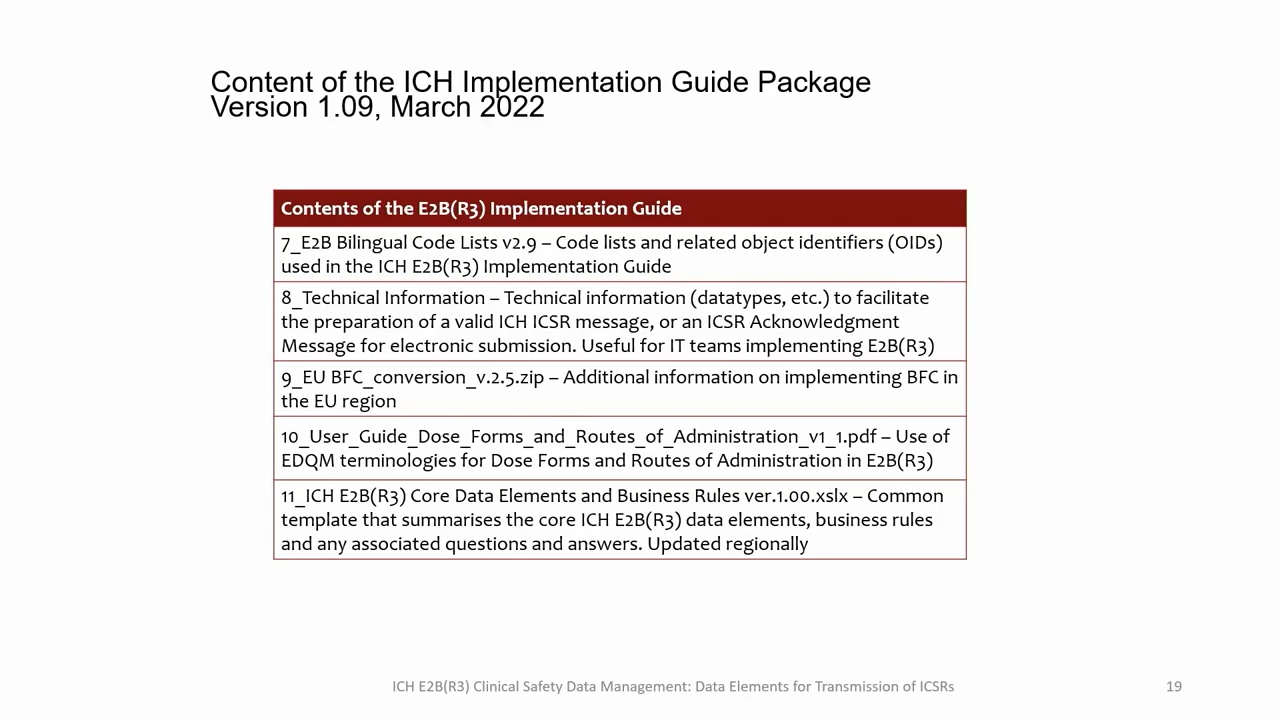 Content of the ICH Implementation Guide Package
Version 1.09, March 2022
Contents of the E2B(R3) Implementation Guide
7_E2B Bilingual Code Lists v2.9 – Code lists and related object identifiers (OIDs)
used in the ICH E2B(R3) Implementation Guide
8_Technical Information – Technical information (datatypes, etc.) to facilitate
the preparation of a valid ICH ICSR message, or an ICSR Acknowledgment
Message for electronic submission. Useful for IT teams implementing E2B(R3)
9_EU BFC_conversion_v.2.5.zip – Additional information on implementing BFC in
the EU region
10_User_Guide_Dose_Forms_and_Routes_of_Administration_v1_1.pdf – Use of
EDQM terminologies for Dose Forms and Routes of Administration in E2B(R3)
11_ICH E2B(R3) Core Data Elements and Business Rules ver.1.00.xslx – Common
template that summarises the core ICH E2B(R3) data elements, business rules
and any associated questions and answers. Updated regionally
ICH E2B(R3) Clinical Safety Data Management: Data Elements for Transmission of ICSRs
19